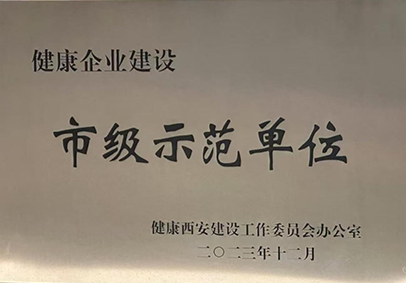 健康企业建设
市级示范单位
健康西安建设工作委员会办公室
二〇二三年十二月